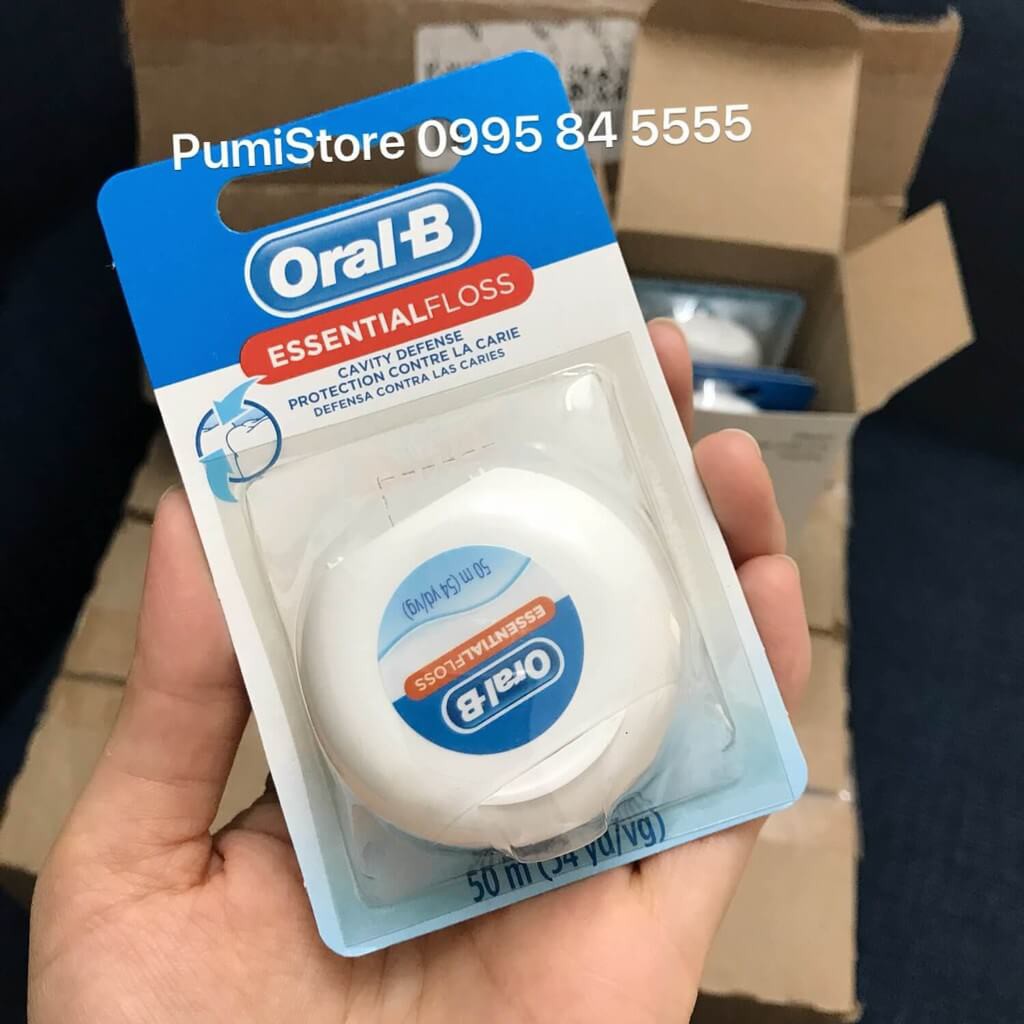 PumiStore 0995 84 5555
Oral-B
ESSENTIALFLOSS
CAVITY DEFENSE
PROTECTION CONTRE LA CARIE
DEFENSA CONTRA LAS CARIES
50 m (54 yd/vg)
ESSENTIALFLOSS
Oral-B
50 m (54 yd/vg)